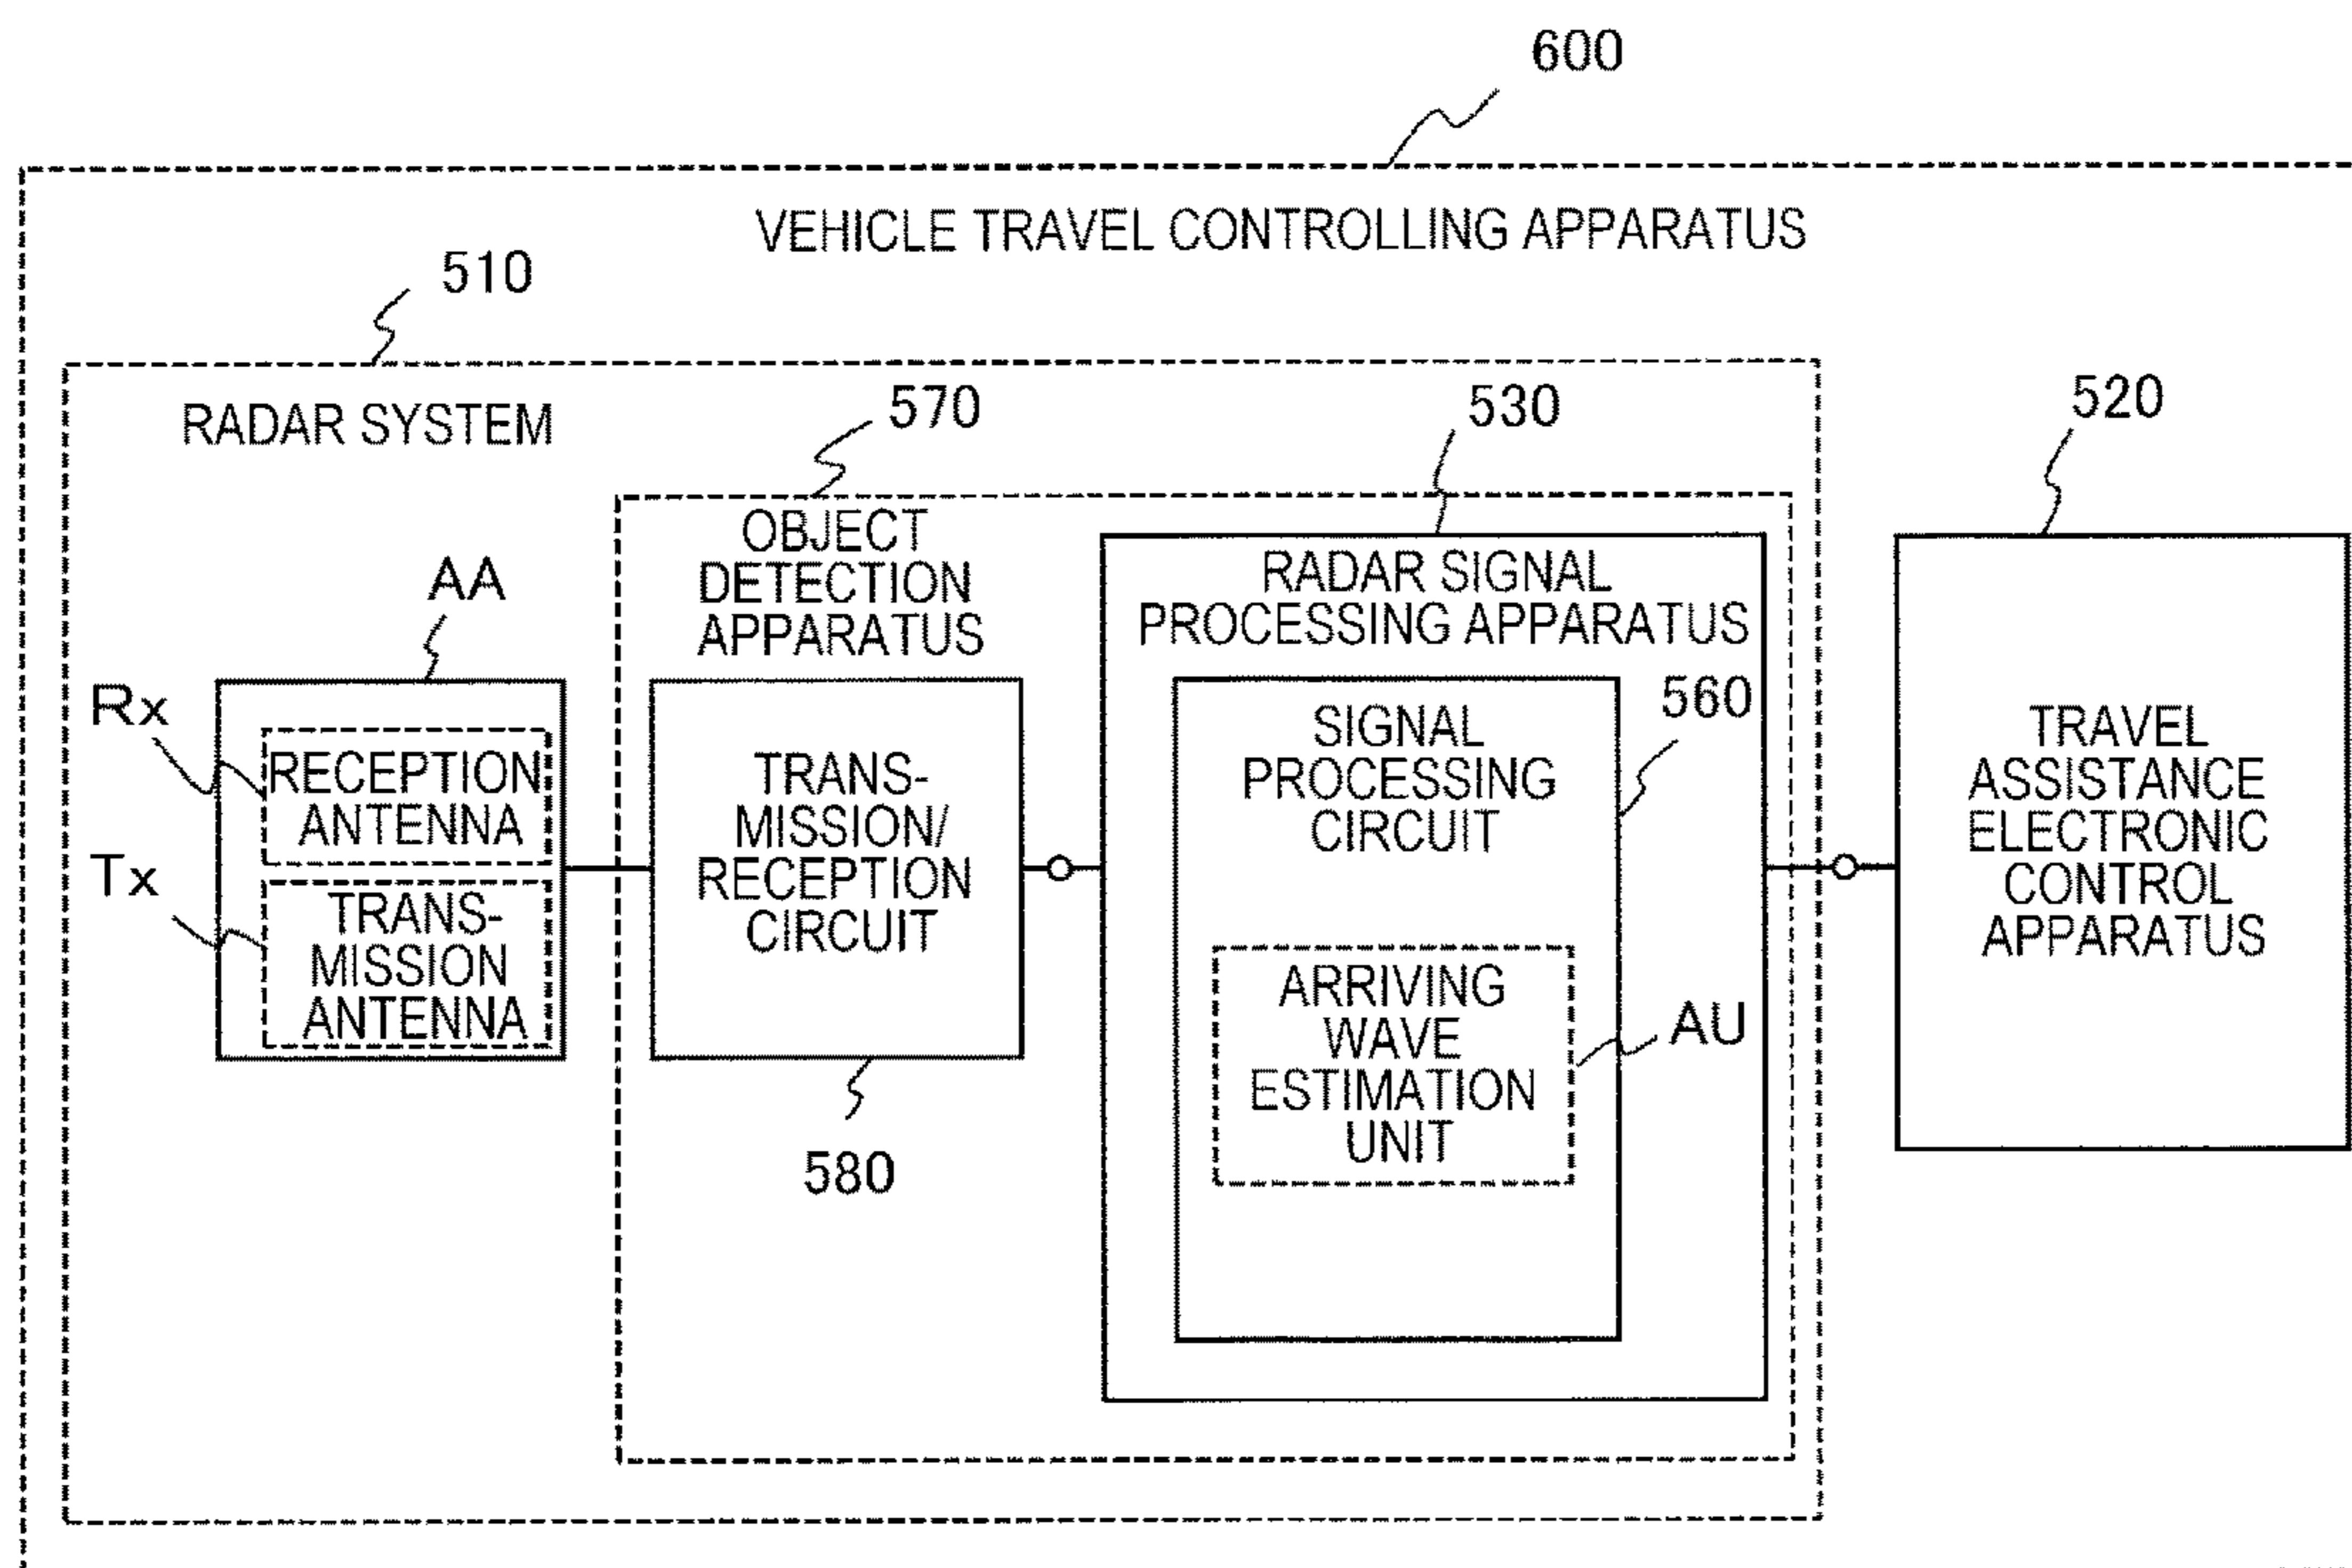 600
VEHICLE TRAVEL CONTROLLING APPARATUS
510
RADAR SYSTEM
570
530
520
OBJECT
DETECTION
APPARATUS
RADAR SIGNAL
PROCESSING APPARATUS
AA
Rx
RECEPTION
ANTENNA
Tx
TRANS-
MISSION
ANTENNA
TRANS-
MISSION/
RECEPTION
CIRCUIT
580
560
SIGNAL
PROCESSING
CIRCUIT
ARRIVING
WAVE
ESTIMATION
UNIT
AU
TRAVEL
ASSISTANCE
ELECTRONIC
CONTROL
APPARATUS